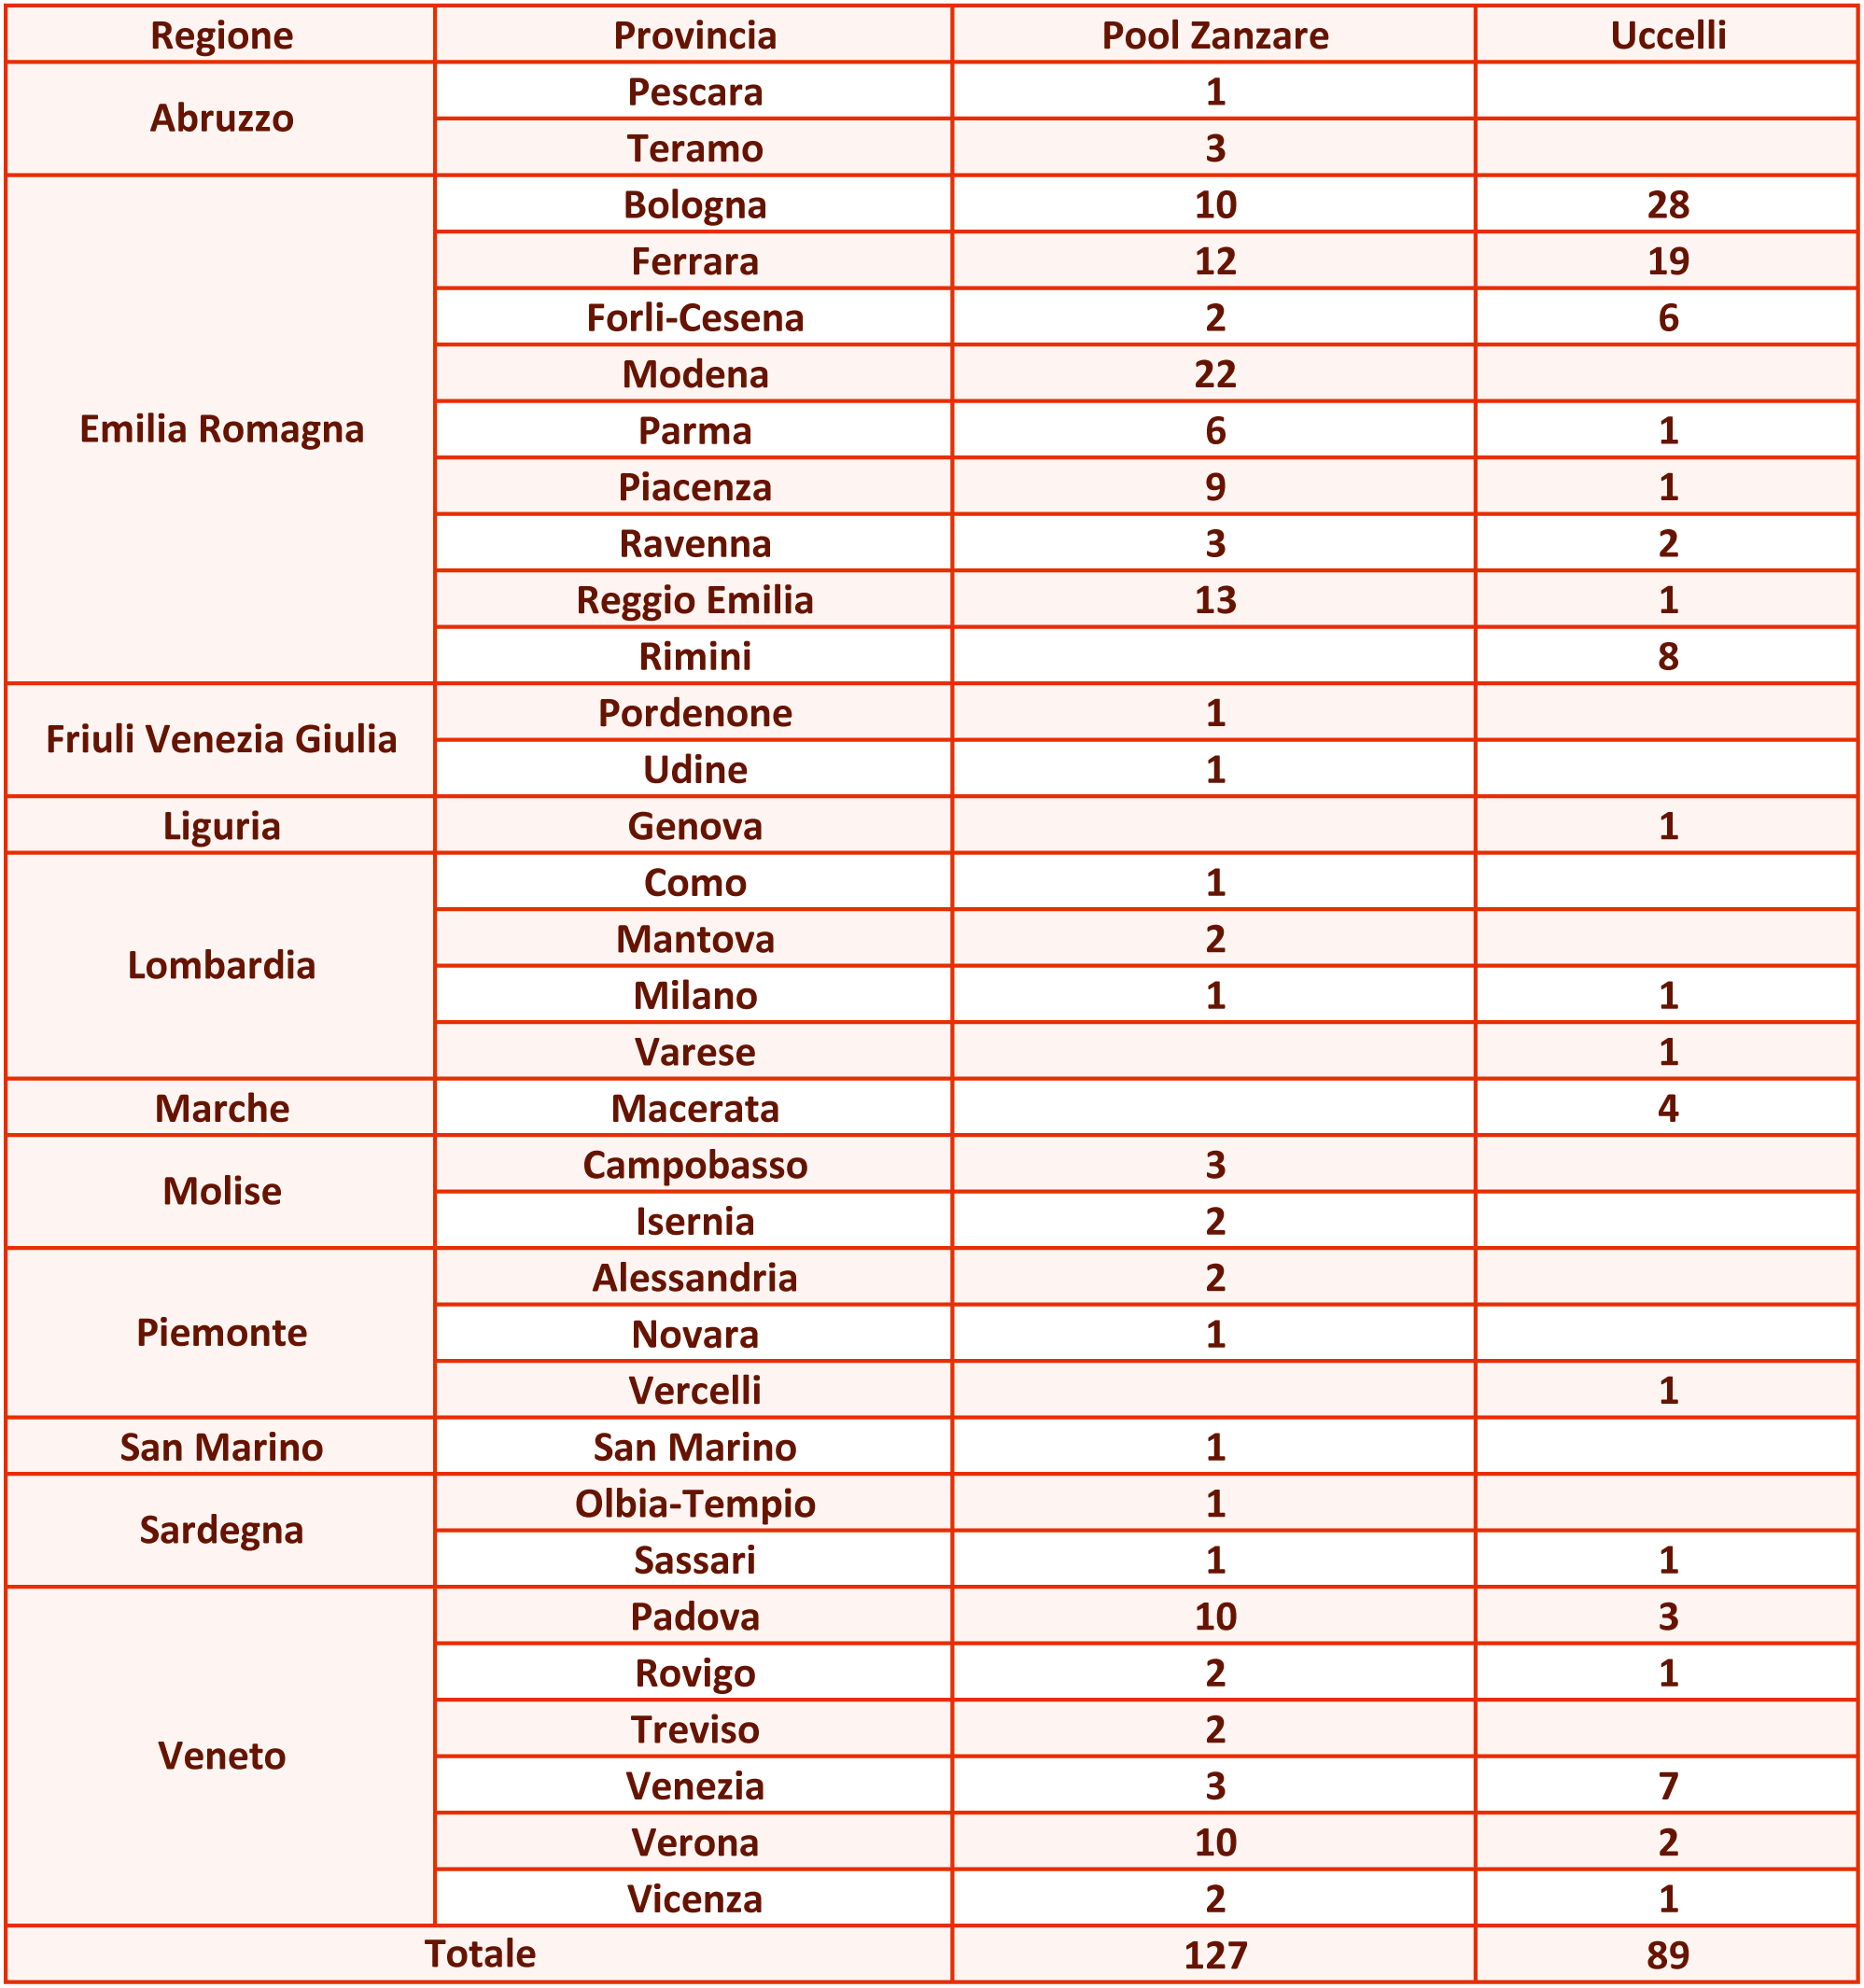 Regione Provincia Pool Zanzare Uccelli
Abruzzo Pescara 1
Teramo 3
Emilia Romagna Bologna 10 28
Ferrara 12 19
Forli-Cesena 2 6
Modena 22
Parma 6 1
Piacenza 9 1
Ravenna 3 2
Reggio Emilia 13 1
Rimini 8
Friuli Venezia Giulia Pordenone 1
Udine 1
Liguria Genova 1
Lombardia Como 1
Mantova 2
Milano 1 1
Varese 1
Marche Macerata 4
Molise Campobasso 3
Isernia 2
Piemonte Alessandria 2
Novara 1
Vercelli 1
San Marino San Marino 1
Sardegna Olbia-Tempio 1
Sassari 1 1
Veneto Padova 10 3
Rovigo 2 1
Treviso 2
Venezia 3 7
Verona 10 2
Vicenza 2 1
Totale 127 89